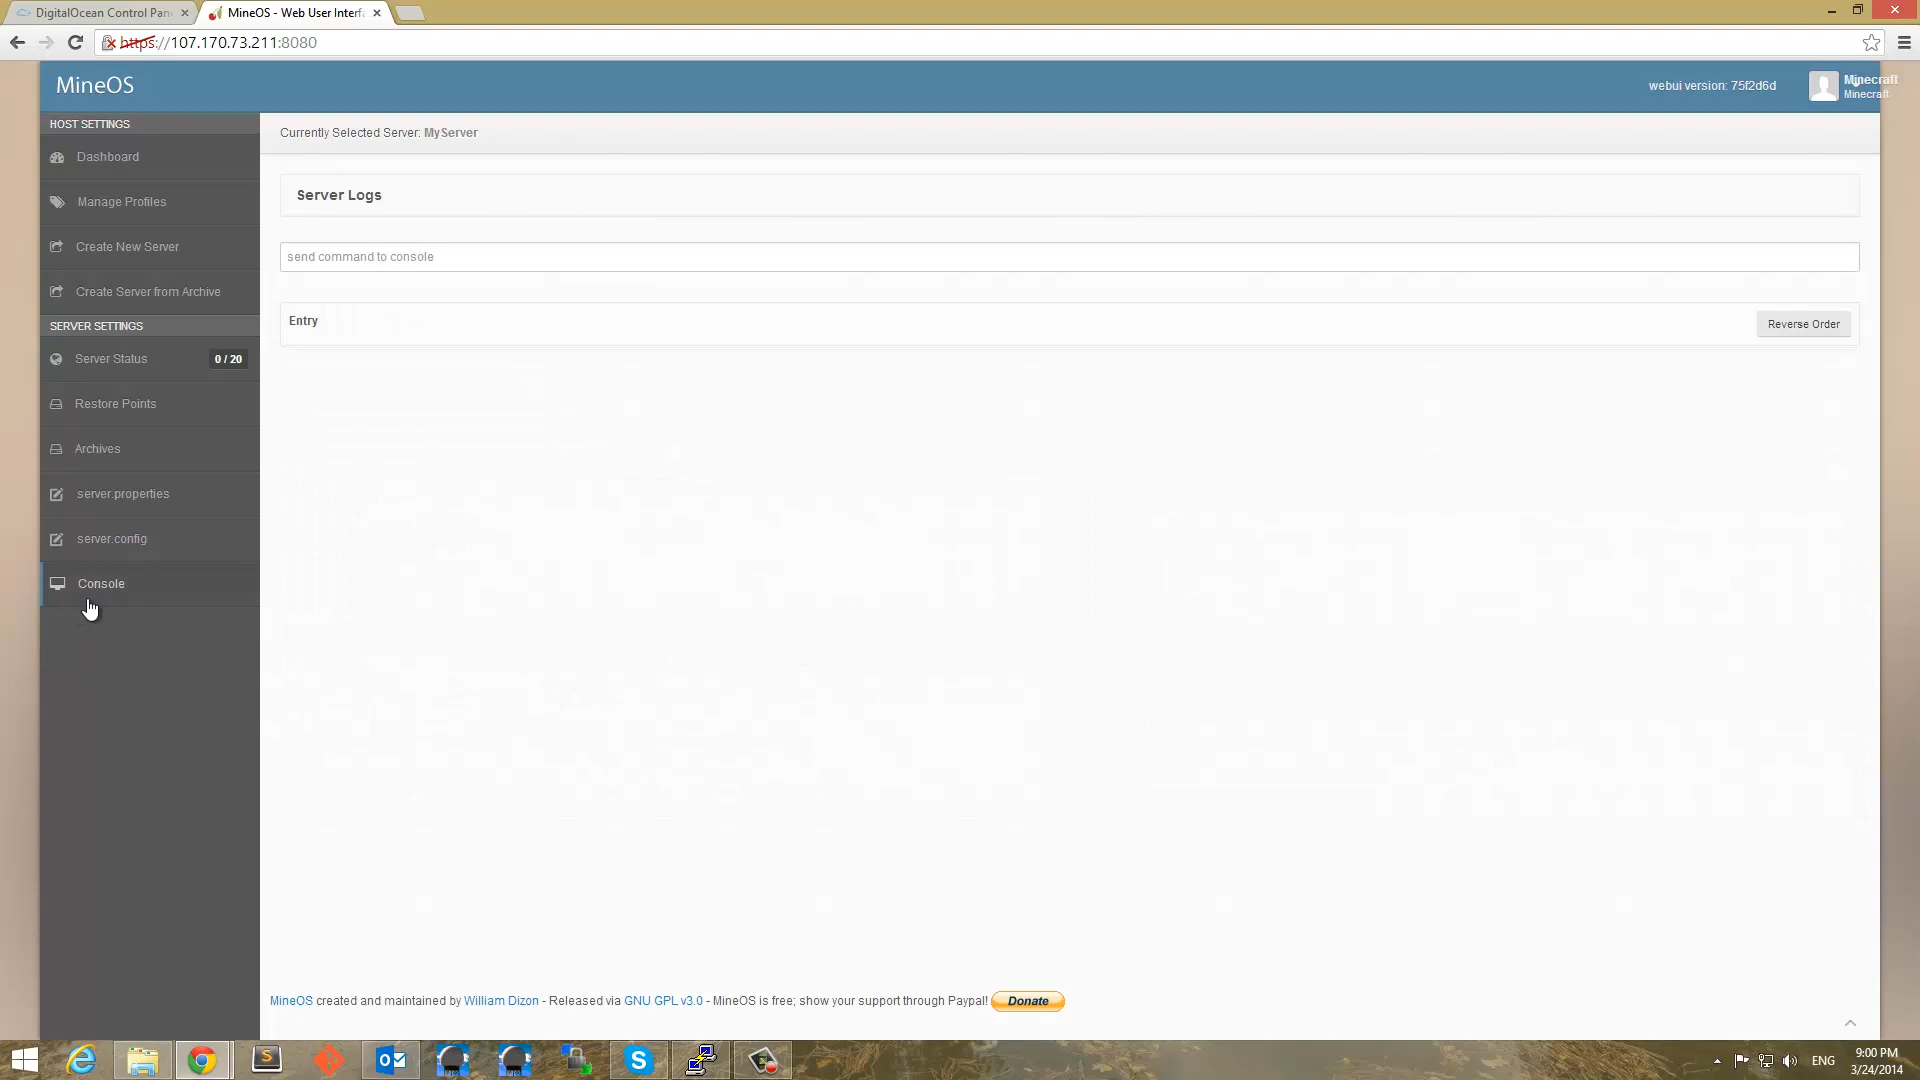 DigitalOcean Control Pan
MineOS - Web User Interf
https://107.170.73.211:8080
MineOS
webui version: 75f2d6d
Minecraft
Minecraft
HOST SETTINGS
Dashboard
Manage Profiles
Create New Server
Create Server from Archive
SERVER SETTINGS
Server Status
0 / 20
Restore Points
Archives
server.properties
server.config
Console
Currently Selected Server: MyServer
Server Logs
send command to console
Entry
Reverse Order
MineOS created and maintained by William Dizon - Released via GNU GPL v3.0 - MineOS is free; show your support through Paypal! Donate
ENG
9:00 PM
3/24/2014